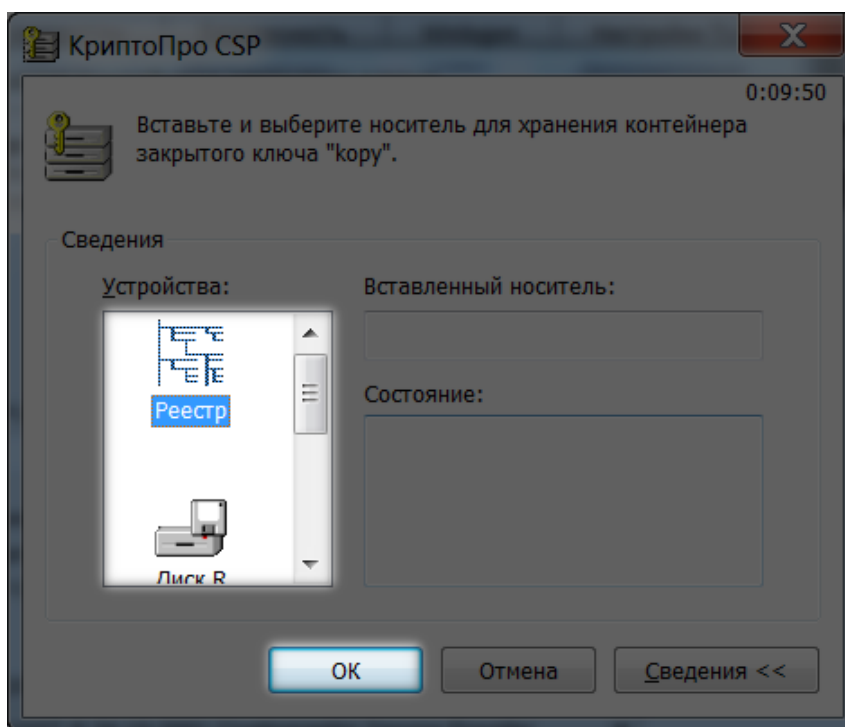 КриптоПро CSP
0:09:50
Вставьте и выберите носитель для хранения контейнера
закрытого ключа "kopy".
Сведения
Устройства:
Вставленный носитель:
Реестр
Состояние:
Диск R
ОК
Отмена
Сведения <<